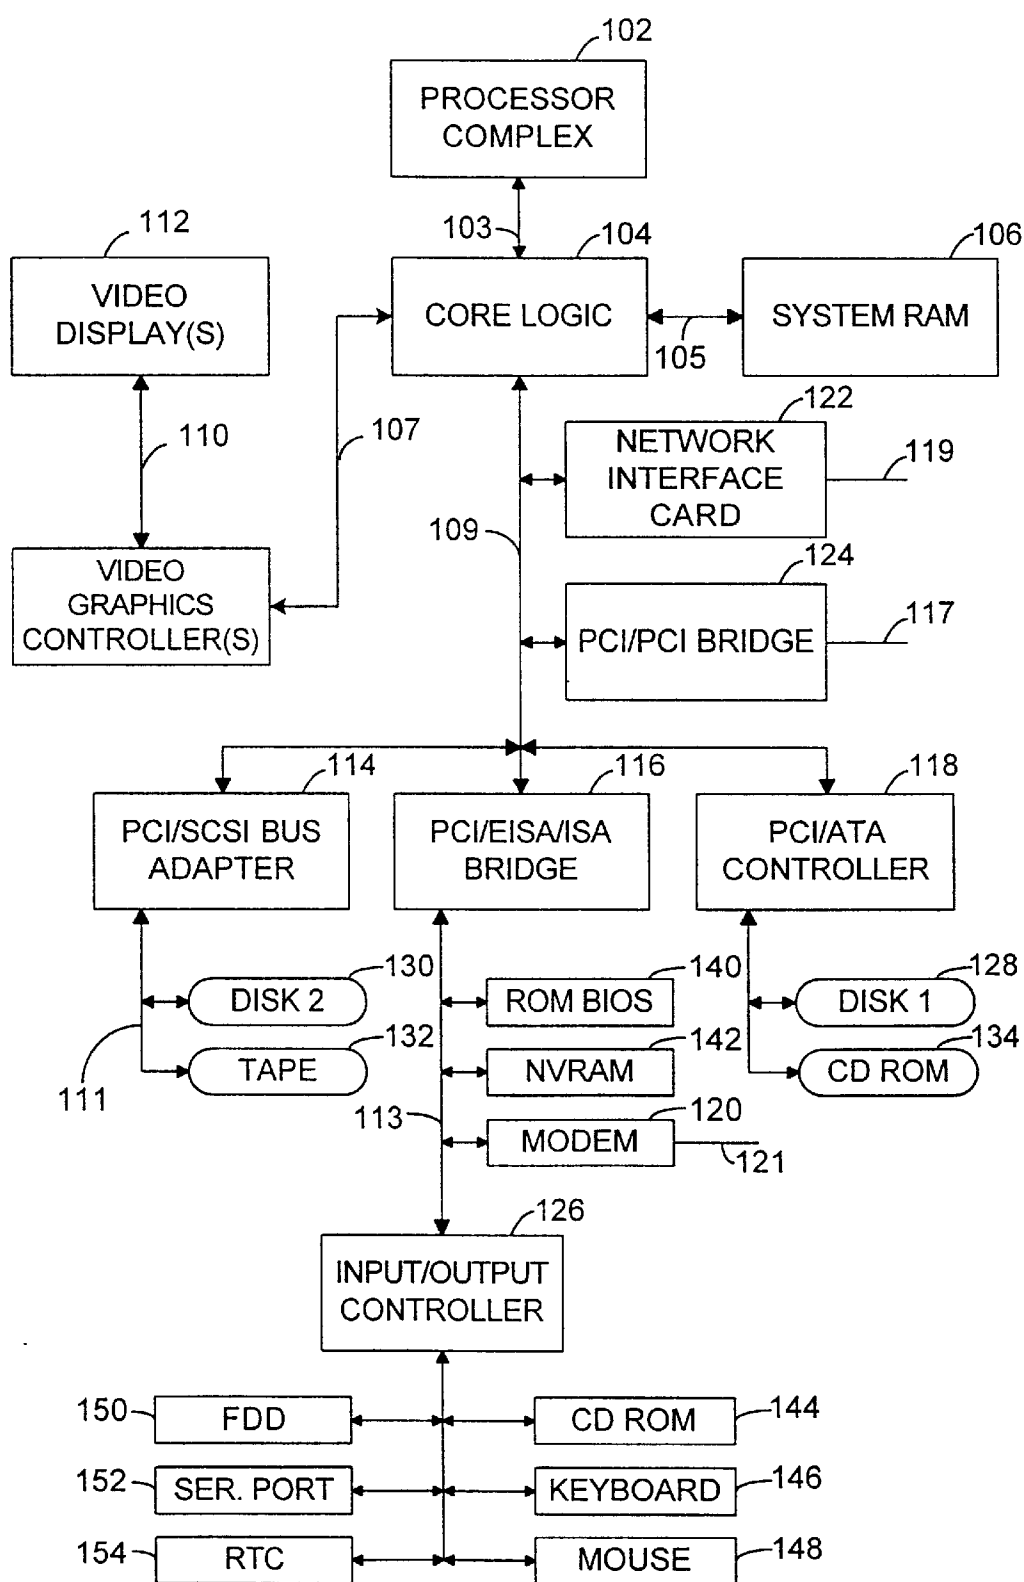 102
PROCESSOR
COMPLEX
103
112
104
106
VIDEO
DISPLAY(S)
CORE LOGIC
105
SYSTEM RAM
110
107
122
NETWORK
INTERFACE
CARD
119
109
VIDEO
GRAPHICS
CONTROLLER(S)
124
PCI/PCI BRIDGE
117
114
116
118
PCI/SCSI BUS
ADAPTER
PCI/EISA/ISA
BRIDGE
PCI/ATA
CONTROLLER
130
DISK 2
140
ROM BIOS
128
DISK 1
132
TAPE
142
NVRAM
134
CD ROM
111
113
120
MODEM
121
126
INPUT/OUTPUT
CONTROLLER
150
FDD
CD ROM
144
152
SER. PORT
KEYBOARD
146
154
RTC
MOUSE
148